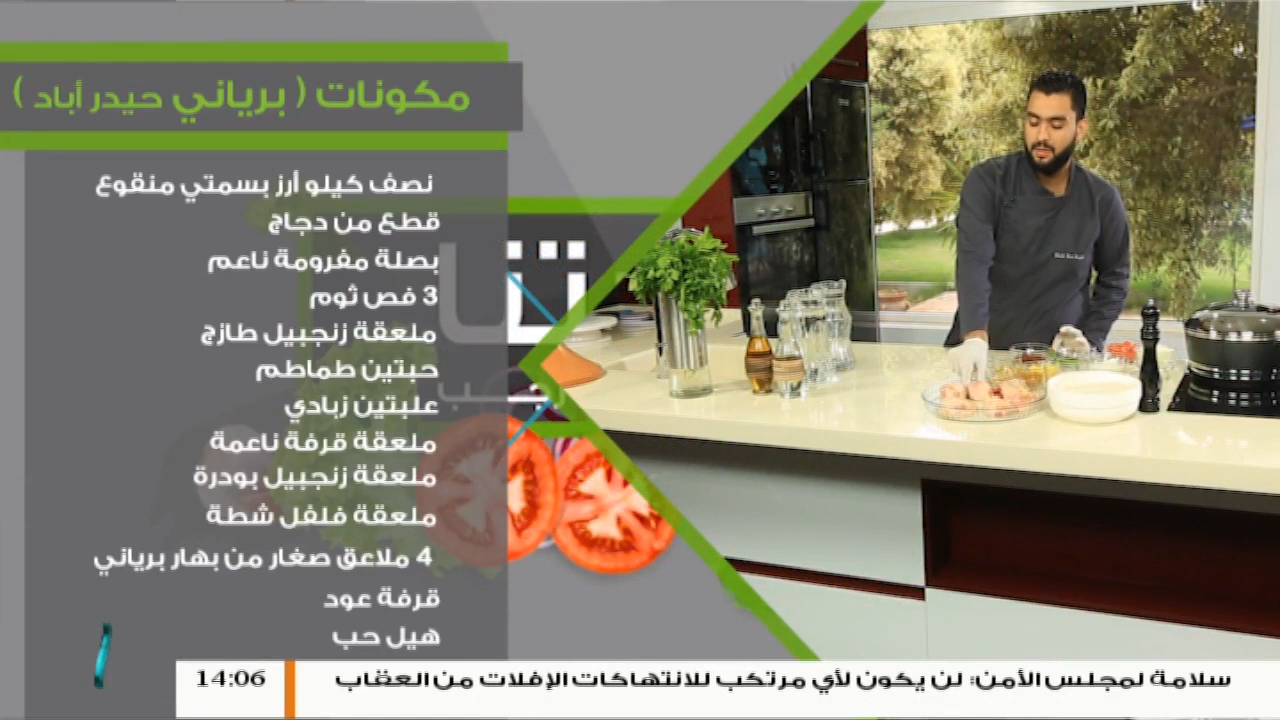 مكونات ( برياني حيدر أباد )
نصف كيلو أرز بسمتي منقوع
قطع من دجاج
بصلة مفرومة ناعم
3 فص ثوم
ملعقة زنجبيل طازج
حبتين طماطم
علبتين زبادي
ملعقة قرفة ناعمة
ملعقة زنجبيل بودرة
ملعقة فلفل شطة
4 ملاعق صغار من بهار برياني
قرفة عود
هيل حب
سلامة لمجلس الأمن: لن يكون لأي مرتكب للانتهاكات الإفلات من العقاب
14:06